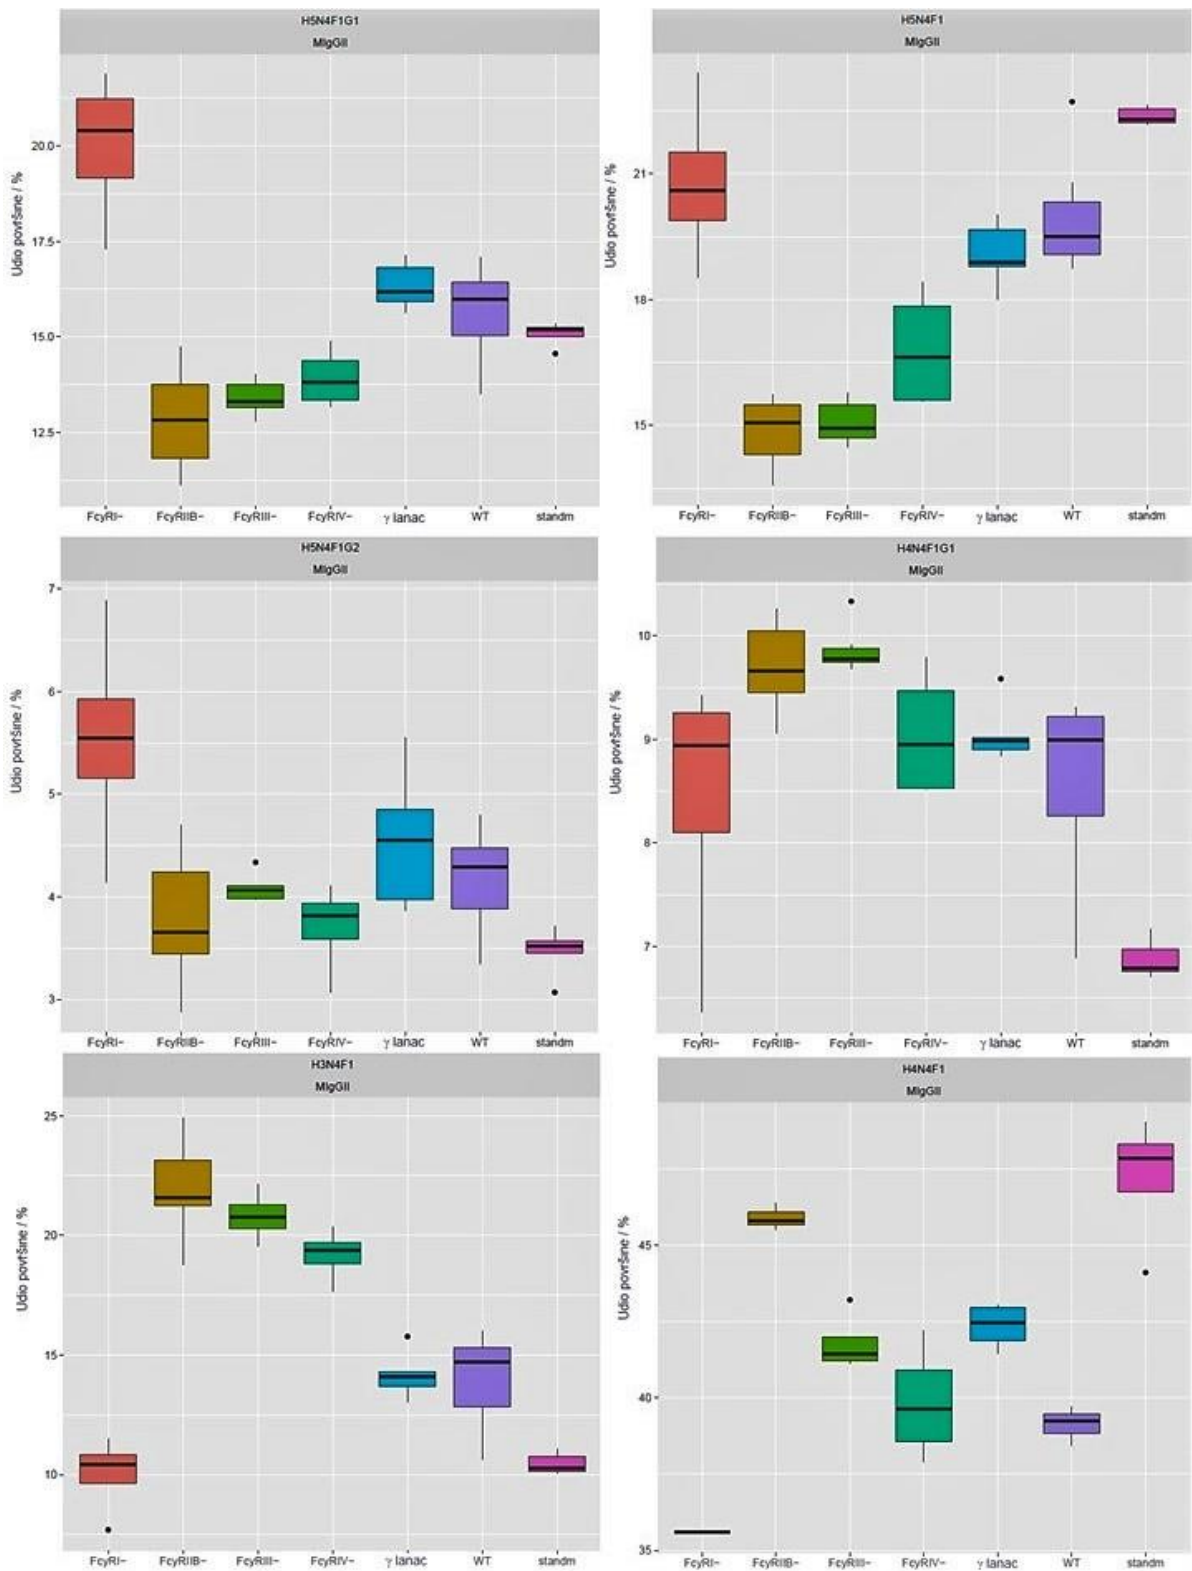 H5N4F1G1
MIgGII
Udio površine / %
20.0
17.5
15.0
12.5
FcγRI− FcγRIIB− FcγRIII− FcγRIV− γ lanac WT standm
H5N4F1
MIgGII
Udio površine / %
21
18
15
FcγRI− FcγRIIB− FcγRIII− FcγRIV− γ lanac WT standm
H5N4F1G2
MIgGII
Udio površine / %
7
6
5
4
3
FcγRI− FcγRIIB− FcγRIII− FcγRIV− γ lanac WT standm
H4N4F1G1
MIgGII
Udio površine / %
10
9
8
7
FcγRI− FcγRIIB− FcγRIII− FcγRIV− γ lanac WT standm
H3N4F1
MIgGII
Udio površine / %
25
20
15
10
FcγRI− FcγRIIB− FcγRIII− FcγRIV− γ lanac WT standm
H4N4F1
MIgGII
Udio površine / %
45
40
35
FcγRI− FcγRIIB− FcγRIII− FcγRIV− γ lanac WT standm